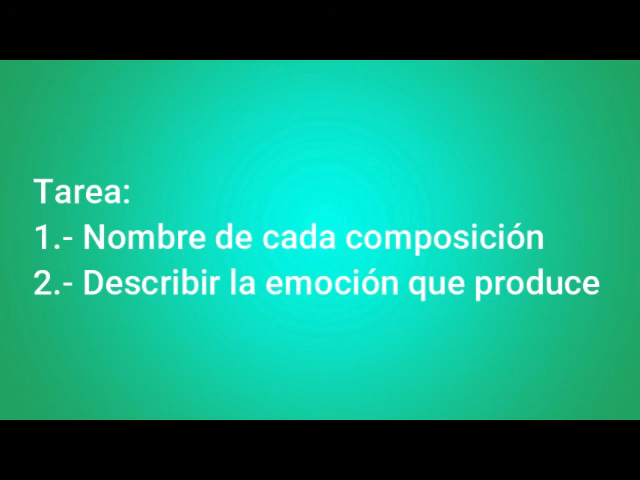 Tarea:
1.- Nombre de cada composición
2.- Describir la emoción que produce